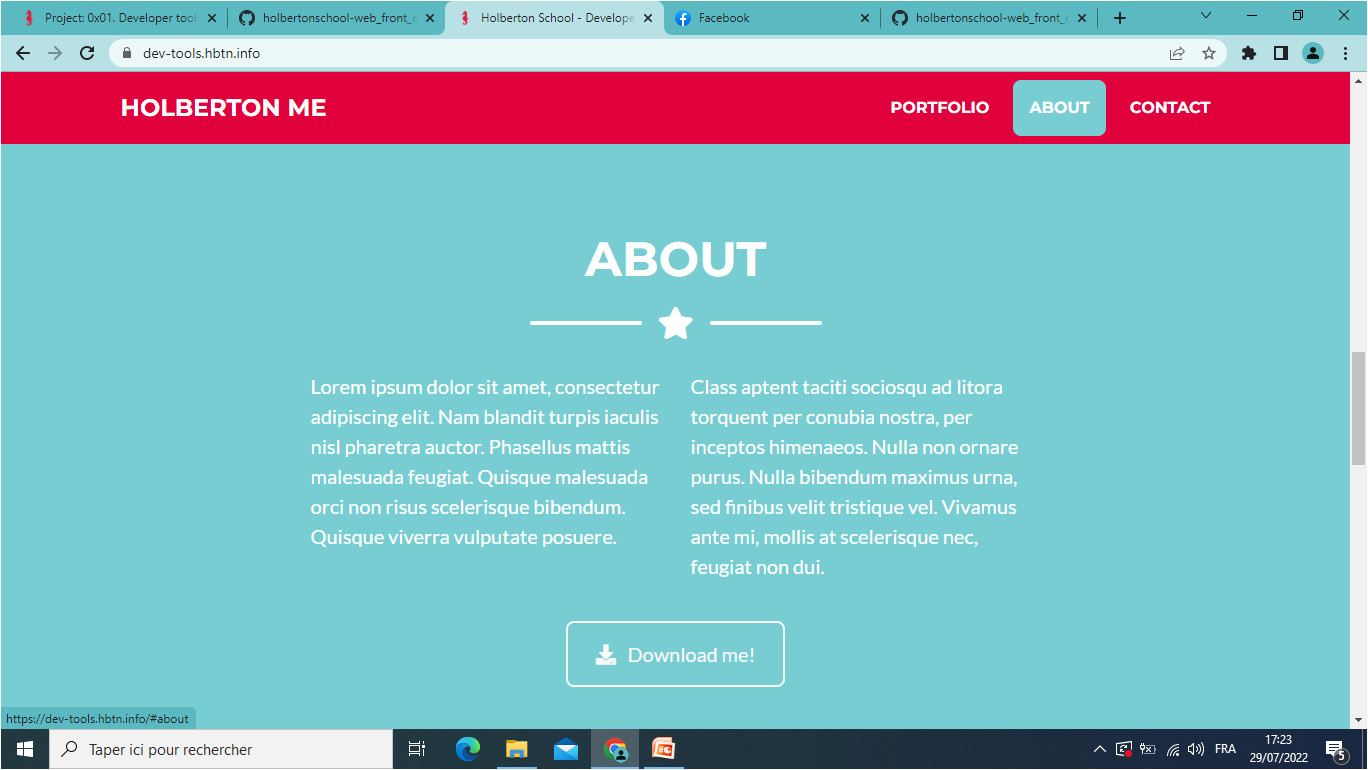 Project: 0x01. Developer tool
holbertonschool-web_front_e
Holberton School - Develope
Facebook
holbertonschool-web_front_e
dev-tools.hbtn.info
HOLBERTON ME
PORTFOLIO
ABOUT
CONTACT
ABOUT
Lorem ipsum dolor sit amet, consectetur
adipiscing elit. Nam blandit turpis iaculis
nisl pharetra auctor. Phasellus mattis
malesuada feugiat. Quisque malesuada
orci non risus scelerisque bibendum.
Quisque viverra vulputate posuere.
Class aptent taciti sociosqu ad litora
torquent per conubia nostra, per
inceptos himenaeos. Nulla non ornare
purus. Nulla bibendum maximus urna,
sed finibus velit tristique vel. Vivamus
ante mi, mollis at scelerisque nec,
feugiat non dui.
Download me!
https://dev-tools.hbtn.info/#about
Taper ici pour rechercher
FRA
17:23
29/07/2022
5